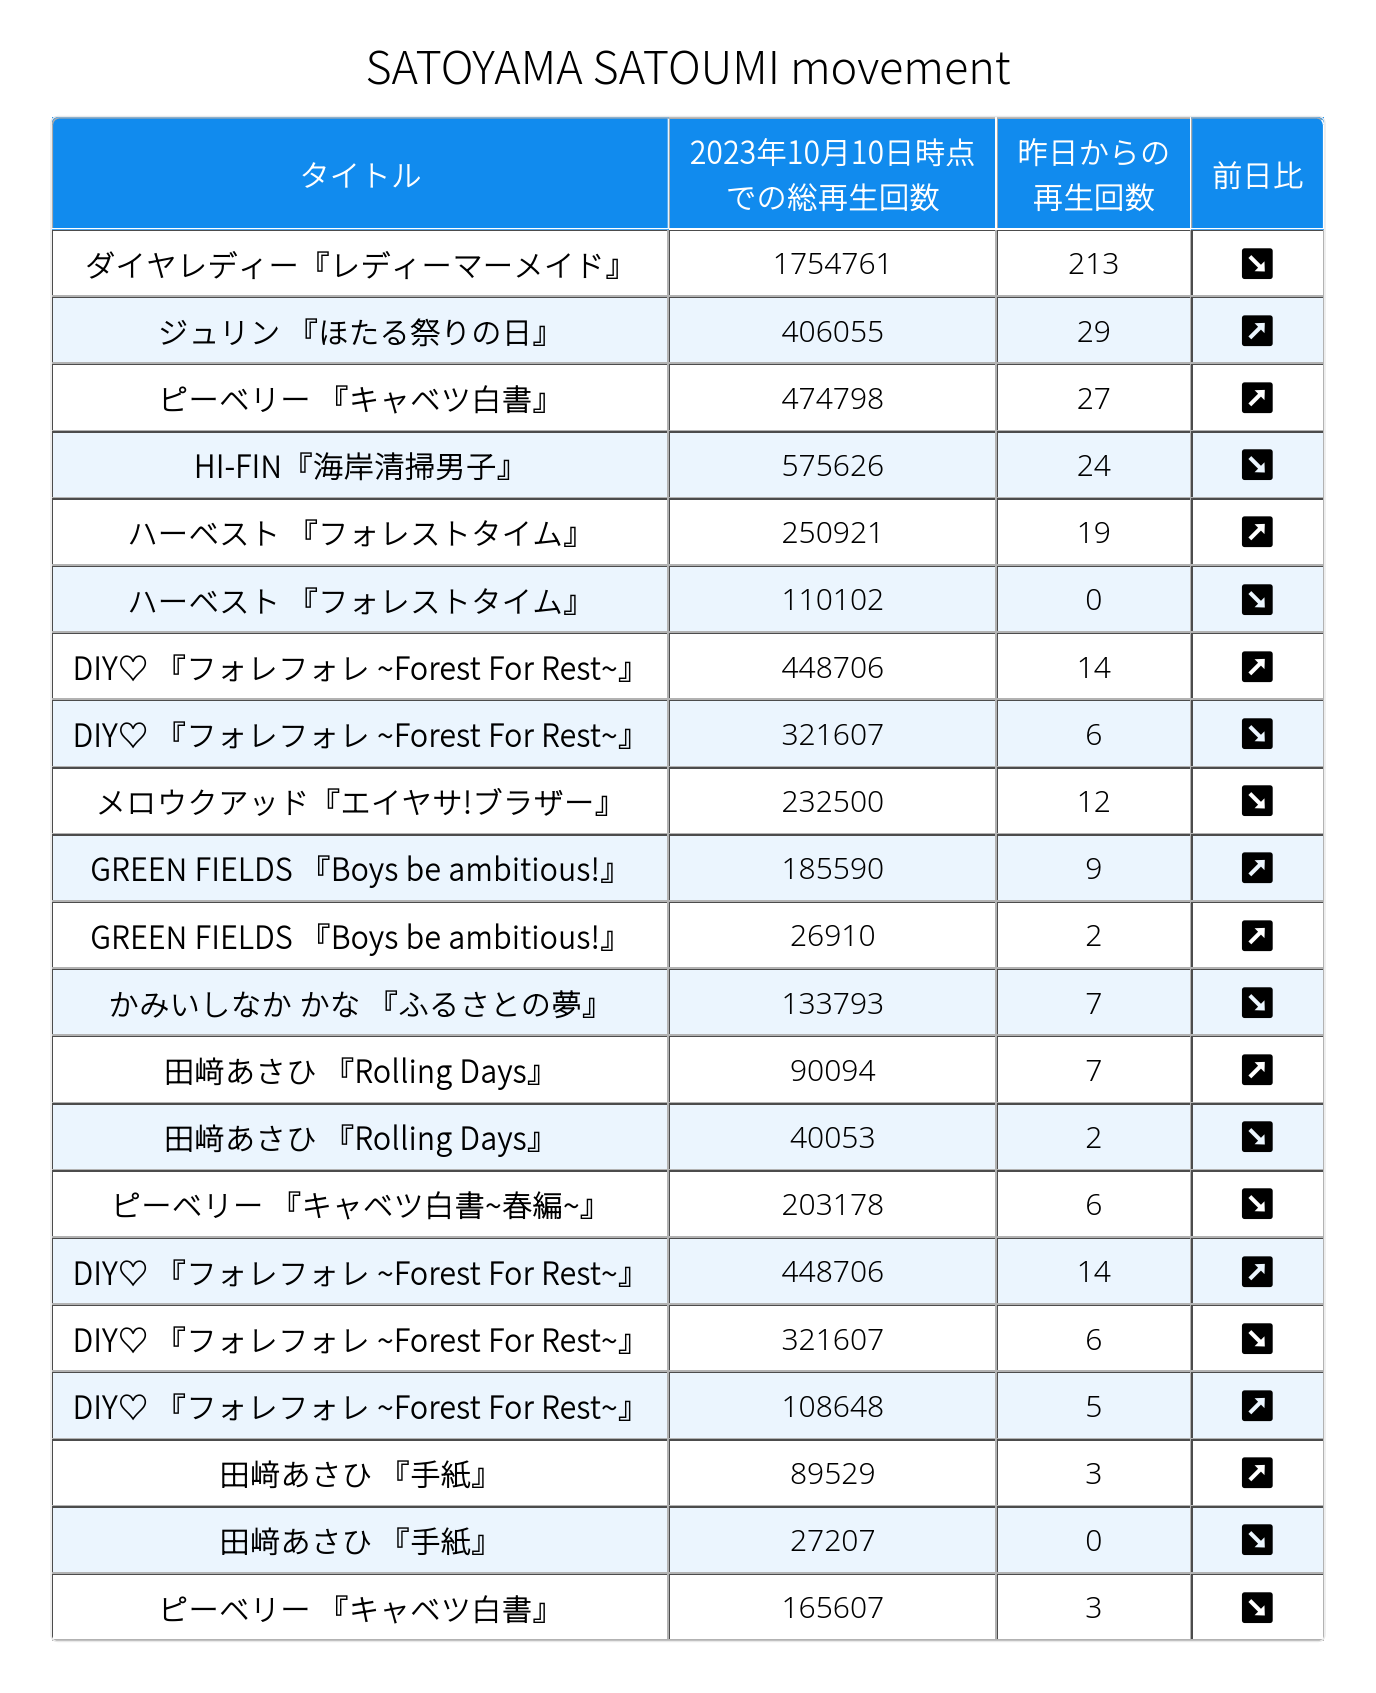 SATOYAMA SATOUMI movement
タイトル 2023年10月10日時点での総再生回数 昨日からの再生回数 前日比
ダイヤレディー『レディーマーメイド』 1754761 213 ↘
ジュリン 『ほたる祭りの日』 406055 29 ↗
ピーベリー 『キャベツ白書』 474798 27 ↗
HI-FIN『海岸清掃男子』 575626 24 ↘
ハーベスト 『フォレストタイム』 250921 19 ↗
ハーベスト 『フォレストタイム』 110102 0 ↘
DIY♡ 『フォレフォレ ~Forest For Rest~』 448706 14 ↗
DIY♡ 『フォレフォレ ~Forest For Rest~』 321607 6 ↘
メロウクアッド『エイヤサ!ブラザー』 232500 12 ↘
GREEN FIELDS 『Boys be ambitious!』 185590 9 ↗
GREEN FIELDS 『Boys be ambitious!』 26910 2 ↗
かみいしなか かな 『ふるさとの夢』 133793 7 ↘
田﨑あさひ 『Rolling Days』 90094 7 ↗
田﨑あさひ 『Rolling Days』 40053 2 ↘
ピーベリー 『キャベツ白書~春編~』 203178 6 ↘
DIY♡ 『フォレフォレ ~Forest For Rest~』 448706 14 ↗
DIY♡ 『フォレフォレ ~Forest For Rest~』 321607 6 ↘
DIY♡ 『フォレフォレ ~Forest For Rest~』 108648 5 ↗
田﨑あさひ 『手紙』 89529 3 ↗
田﨑あさひ 『手紙』 27207 0 ↘
ピーベリー 『キャベツ白書』 165607 3 ↘